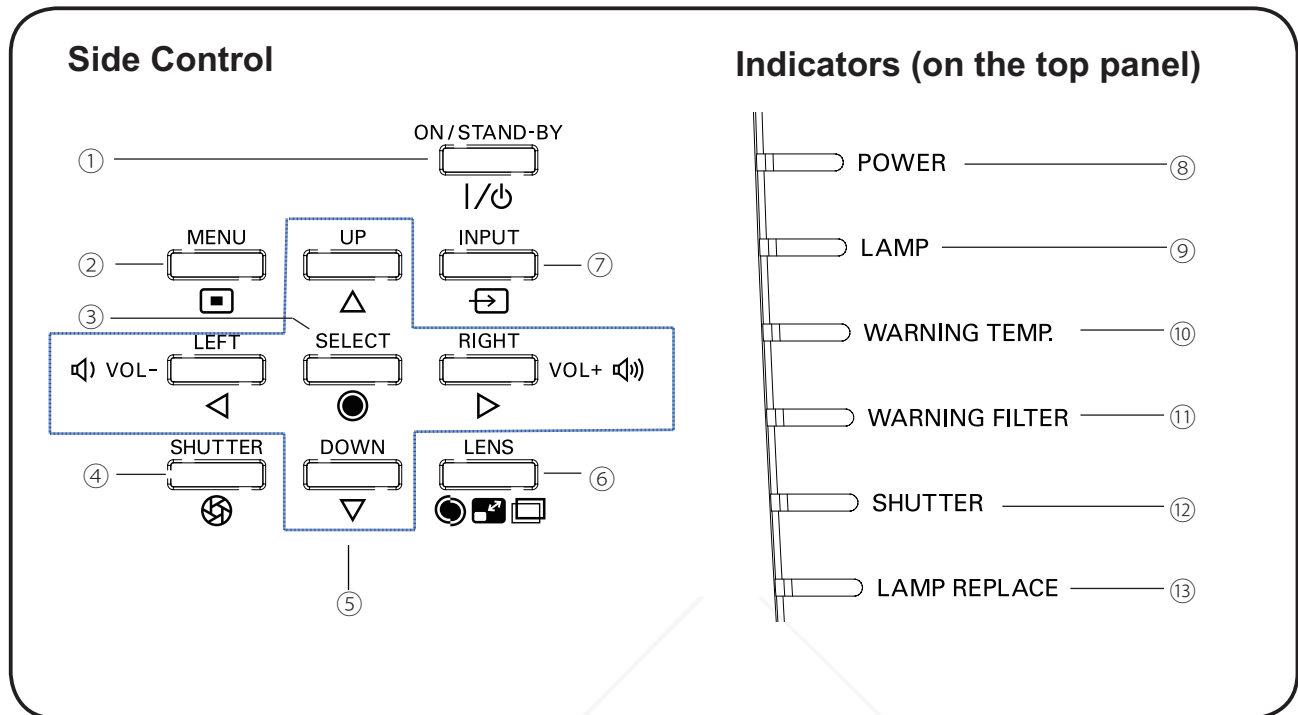 Side Control
ON/STAND-BY
①
MENU
UP
INPUT
②
⑦
③
LEFT
SELECT
RIGHT
VOL-
VOL+
SHUTTER
DOWN
LENS
④
⑥
⑤
Indicators (on the top panel)
POWER ⑧
LAMP ⑨
WARNING TEMP. ⑩
WARNING FILTER ⑪
SHUTTER ⑫
LAMP REPLACE ⑬